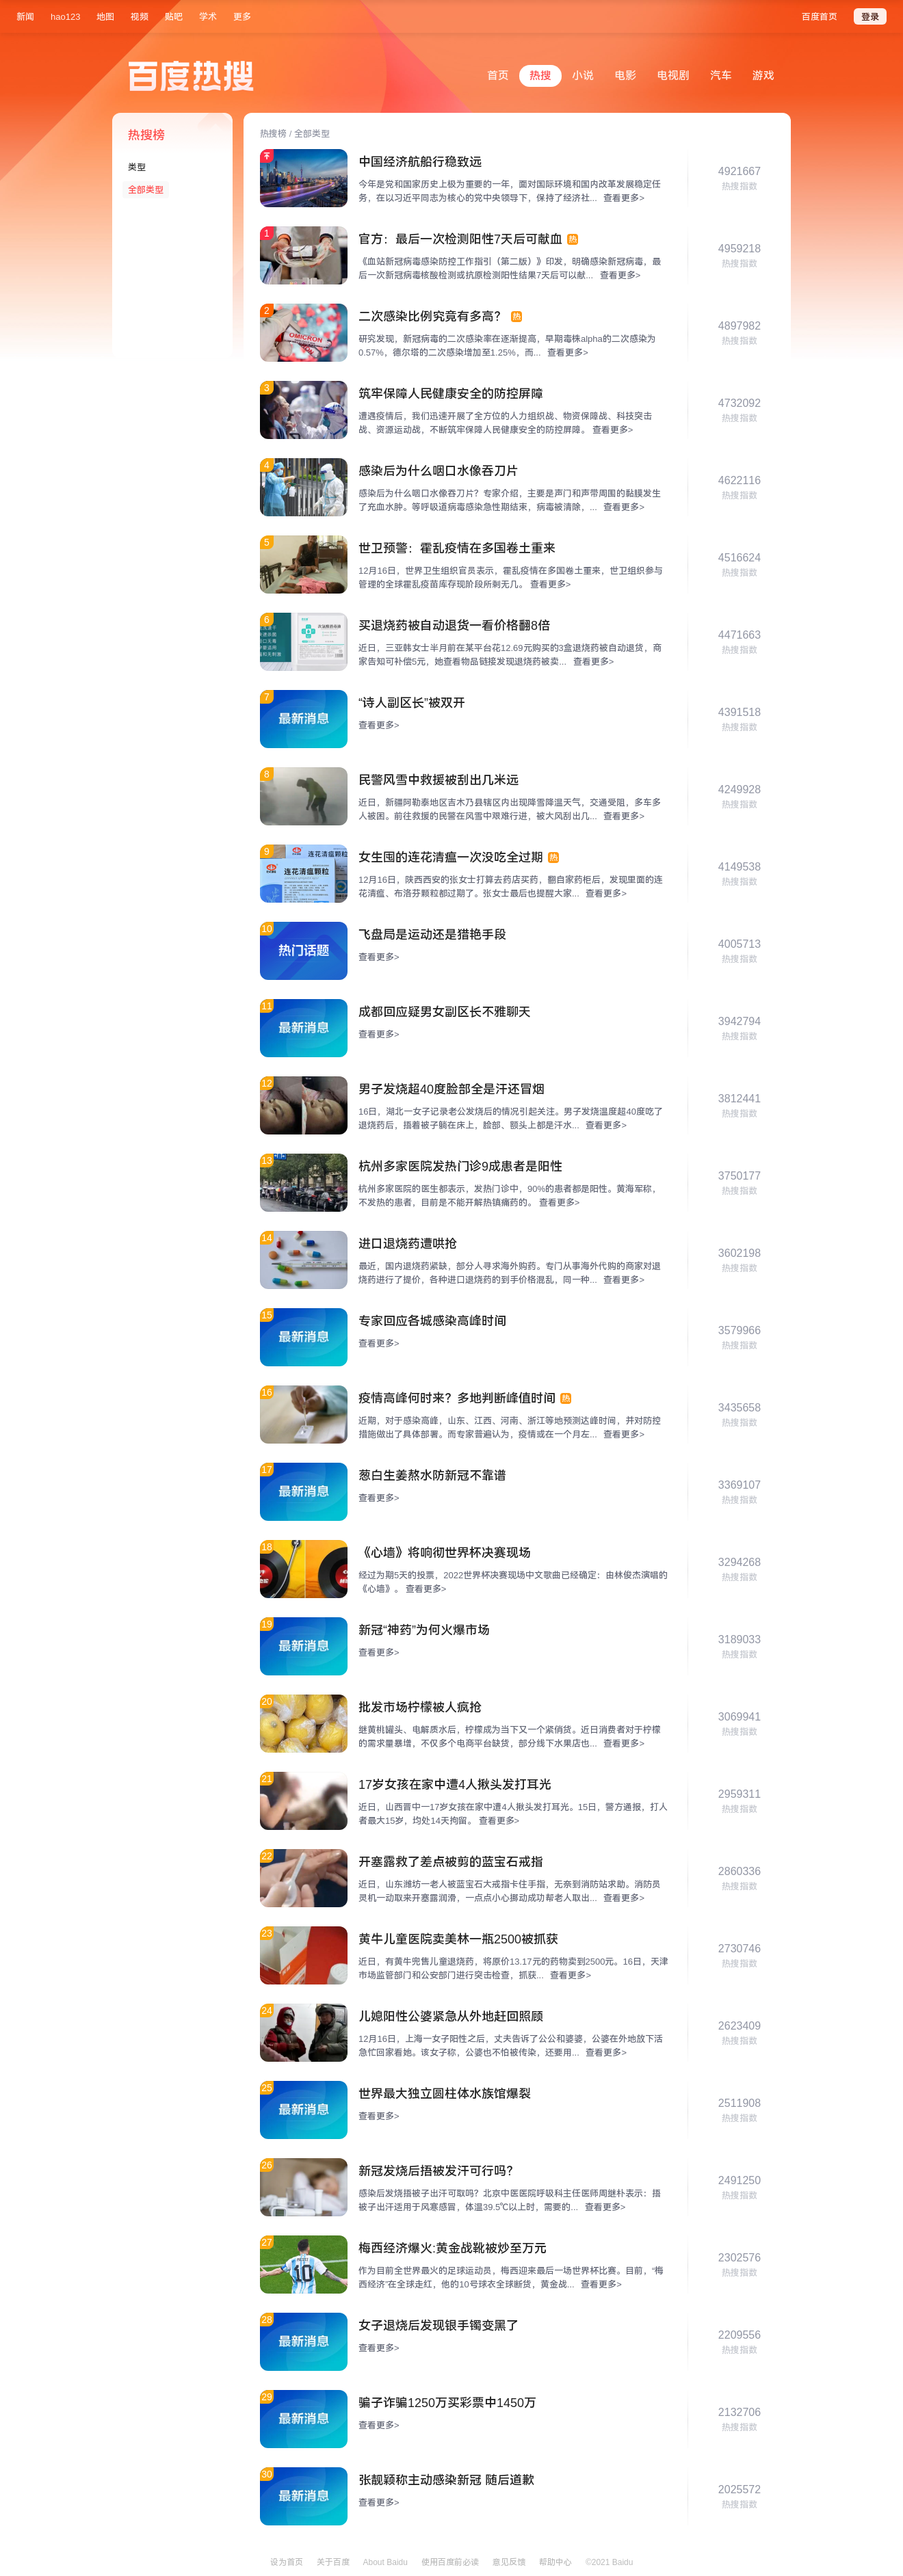 新闻 hao123 地图 视频 贴吧 学术 更多 百度首页 登录
百度热搜 首页 热搜 小说 电影 电视剧 汽车 游戏
热搜榜
类型
全部类型
热搜榜 / 全部类型
中国经济航船行稳致远
今年是党和国家历史上极为重要的一年，面对国际环境和国内改革发展稳定任
务，在以习近平同志为核心的党中央领导下，保持了经济社... 查看更多>
4921667
热搜指数
1
官方：最后一次检测阳性7天后可献血 热
《血站新冠病毒感染防控工作指引（第二版）》印发，明确感染新冠病毒，最
后一次新冠病毒核酸检测或抗原检测阳性结果7天后可以献... 查看更多>
4959218
热搜指数
2
OMICRON
二次感染比例究竟有多高？ 热
研究发现，新冠病毒的二次感染率在逐渐提高，早期毒株alpha的二次感染为
0.57%，德尔塔的二次感染增加至1.25%，而... 查看更多>
4897982
热搜指数
3
筑牢保障人民健康安全的防控屏障
遭遇疫情后，我们迅速开展了全方位的人力组织战、物资保障战、科技突击
战、资源运动战，不断筑牢保障人民健康安全的防控屏障。 查看更多>
4732092
热搜指数
4
感染后为什么咽口水像吞刀片
感染后为什么咽口水像吞刀片？专家介绍，主要是声门和声带周围的黏膜发生
了充血水肿。等呼吸道病毒感染急性期结束，病毒被清除，... 查看更多>
4622116
热搜指数
5
世卫预警：霍乱疫情在多国卷土重来
12月16日，世界卫生组织官员表示，霍乱疫情在多国卷土重来，世卫组织参与
管理的全球霍乱疫苗库存现阶段所剩无几。 查看更多>
4516624
热搜指数
6
买退烧药被自动退货一看价格翻8倍
近日，三亚韩女士半月前在某平台花12.69元购买的3盒退烧药被自动退货，商
家告知可补偿5元，她查看物品链接发现退烧药被卖... 查看更多>
4471663
热搜指数
7
最新消息
“诗人副区长”被双开
查看更多>
4391518
热搜指数
8
民警风雪中救援被刮出几米远
近日，新疆阿勒泰地区吉木乃县辖区内出现降雪降温天气，交通受阻，多车多
人被困。前往救援的民警在风雪中艰难行进，被大风刮出几... 查看更多>
4249928
热搜指数
9
连花清瘟颗粒
连花清瘟颗粒
女生囤的连花清瘟一次没吃全过期 热
12月16日，陕西西安的张女士打算去药店买药，翻自家药柜后，发现里面的连
花清瘟、布洛芬颗粒都过期了。张女士最后也提醒大家... 查看更多>
4149538
热搜指数
10
热门话题
飞盘局是运动还是猎艳手段
查看更多>
4005713
热搜指数
11
最新消息
成都回应疑男女副区长不雅聊天
查看更多>
3942794
热搜指数
12
男子发烧超40度脸部全是汗还冒烟
16日，湖北一女子记录老公发烧后的情况引起关注。男子发烧温度超40度吃了
退烧药后，捂着被子躺在床上，脸部、额头上都是汗水... 查看更多>
3812441
热搜指数
13
杭州多家医院发热门诊9成患者是阳性
杭州多家医院的医生都表示，发热门诊中，90%的患者都是阳性。黄海军称，
不发热的患者，目前是不能开解热镇痛药的。 查看更多>
3750177
热搜指数
14
进口退烧药遭哄抢
最近，国内退烧药紧缺，部分人寻求海外购药。专门从事海外代购的商家对退
烧药进行了提价，各种进口退烧药的到手价格混乱，同一种... 查看更多>
3602198
热搜指数
15
最新消息
专家回应各城感染高峰时间
查看更多>
3579966
热搜指数
16
疫情高峰何时来？多地判断峰值时间 热
近期，对于感染高峰，山东、江西、河南、浙江等地预测达峰时间，并对防控
措施做出了具体部署。而专家普遍认为，疫情或在一个月左... 查看更多>
3435658
热搜指数
17
最新消息
葱白生姜熬水防新冠不靠谱
查看更多>
3369107
热搜指数
18
《心墙》将响彻世界杯决赛现场
经过为期5天的投票，2022世界杯决赛现场中文歌曲已经确定：由林俊杰演唱的
《心墙》。 查看更多>
3294268
热搜指数
19
最新消息
新冠“神药”为何火爆市场
查看更多>
3189033
热搜指数
20
批发市场柠檬被人疯抢
继黄桃罐头、电解质水后，柠檬成为当下又一个紧俏货。近日消费者对于柠檬
的需求量暴增，不仅多个电商平台缺货，部分线下水果店也... 查看更多>
3069941
热搜指数
21
17岁女孩在家中遭4人揪头发打耳光
近日，山西晋中一17岁女孩在家中遭4人揪头发打耳光。15日，警方通报，打人
者最大15岁，均处14天拘留。 查看更多>
2959311
热搜指数
22
开塞露救了差点被剪的蓝宝石戒指
近日，山东潍坊一老人被蓝宝石大戒指卡住手指，无奈到消防站求助。消防员
灵机一动取来开塞露润滑，一点点小心挪动成功帮老人取出... 查看更多>
2860336
热搜指数
23
黄牛儿童医院卖美林一瓶2500被抓获
近日，有黄牛兜售儿童退烧药，将原价13.17元的药物卖到2500元。16日，天津
市场监管部门和公安部门进行突击检查，抓获... 查看更多>
2730746
热搜指数
24
儿媳阳性公婆紧急从外地赶回照顾
12月16日，上海一女子阳性之后，丈夫告诉了公公和婆婆，公婆在外地放下活
急忙回家看她。该女子称，公婆也不怕被传染，还要用... 查看更多>
2623409
热搜指数
25
最新消息
世界最大独立圆柱体水族馆爆裂
查看更多>
2511908
热搜指数
26
新冠发烧后捂被发汗可行吗？
感染后发烧捂被子出汗可取吗？北京中医医院呼吸科主任医师周继朴表示：捂
被子出汗适用于风寒感冒，体温39.5℃以上时，需要的... 查看更多>
2491250
热搜指数
27
10
梅西经济爆火:黄金战靴被炒至万元
作为目前全世界最火的足球运动员，梅西迎来最后一场世界杯比赛。目前，“梅
西经济”在全球走红，他的10号球衣全球断货，黄金战... 查看更多>
2302576
热搜指数
28
最新消息
女子退烧后发现银手镯变黑了
查看更多>
2209556
热搜指数
29
最新消息
骗子诈骗1250万买彩票中1450万
查看更多>
2132706
热搜指数
30
最新消息
张靓颖称主动感染新冠 随后道歉
查看更多>
2025572
热搜指数
设为首页 关于百度 About Baidu 使用百度前必读 意见反馈 帮助中心 ©2021 Baidu